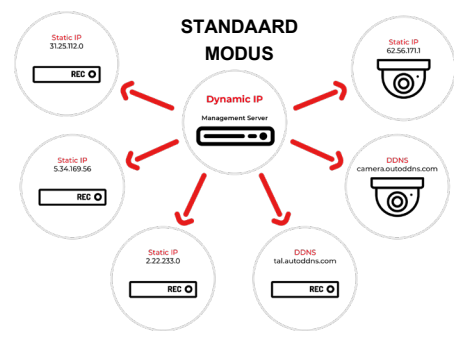 STANDAARD
MODUS
Static IP
31.25.112.0
REC
Static IP
62.56.171.1
Dynamic IP
Management Server
Static IP
5.34.169.56
REC
DDNS
camera.outoddns.com
Static IP
2.22.233.0
REC
DDNS
tal.autoddns.com
REC